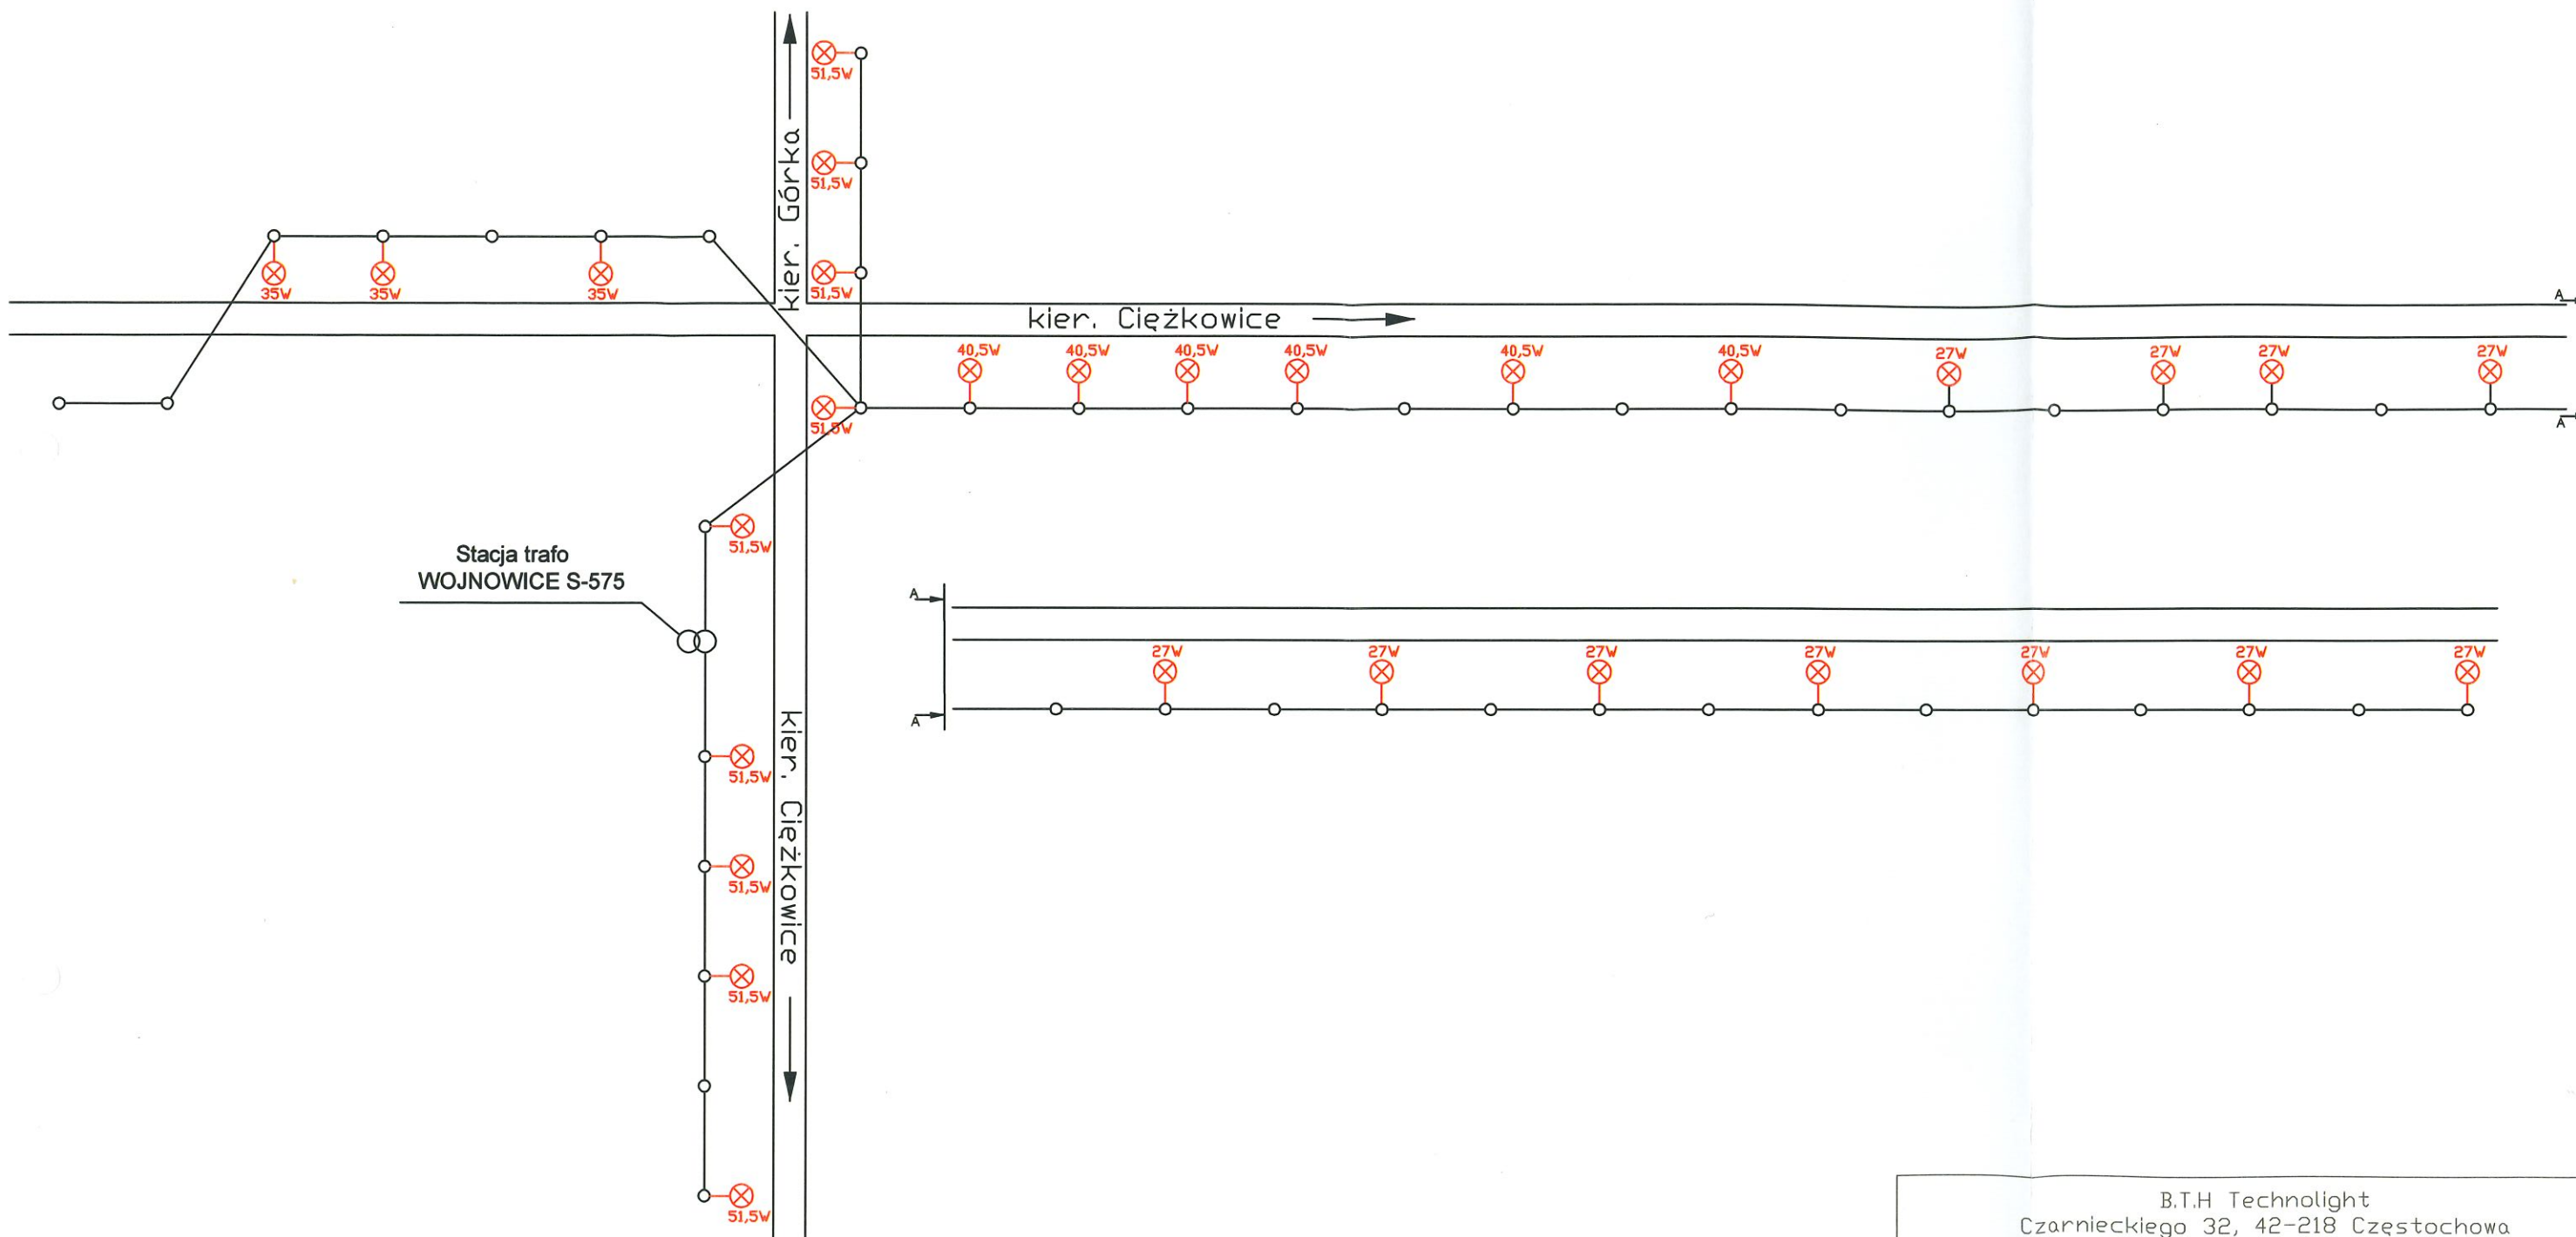 51,5W
51,5W
kier. Górka
51,5W
35W
35W
35W
A
kier. Ciężkowice
40,5W
40,5W
40,5W
40,5W
40,5W
40,5W
27W
27W
27W
27W
51,5W
A
51,5W
Stacja trafo
WOJNOWICE S-575
A
27W
27W
27W
27W
27W
27W
27W
A
kier. Ciężkowice
51,5W
51,5W
51,5W
51,5W
B.T.H Technolight
Czarnieckiego 32, 42-218 Częstochowa